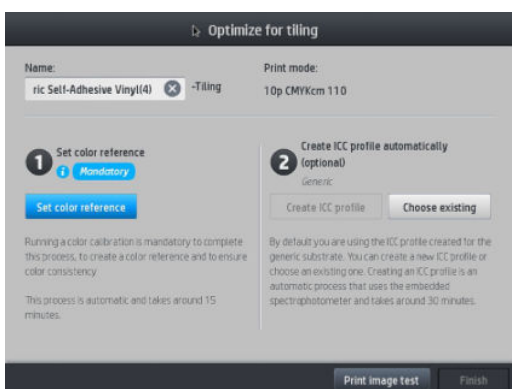 Optimize for tiling
Name:
ric Self-Adhesive Vinyl(4)
-Tiling
Print mode:
10p CMYKcm 110
1
Set color reference
i Mandatory
Set color reference
Running a color calibration is mandatory to complete
this process, to create a color reference and to ensure
color consistency
This process is automatic and takes around 15
minutes.
2
Create ICC profile automatically
(optional)
Generic
Create ICC profile
Choose existing
By default you are using the ICC profile created for the
generic substrate. You can create a new ICC profile or
choose an existing one. Creating an ICC profile is an
automatic process that uses the embedded
spectraphotometer and takes around 30 minutes.
Print image test
Finish